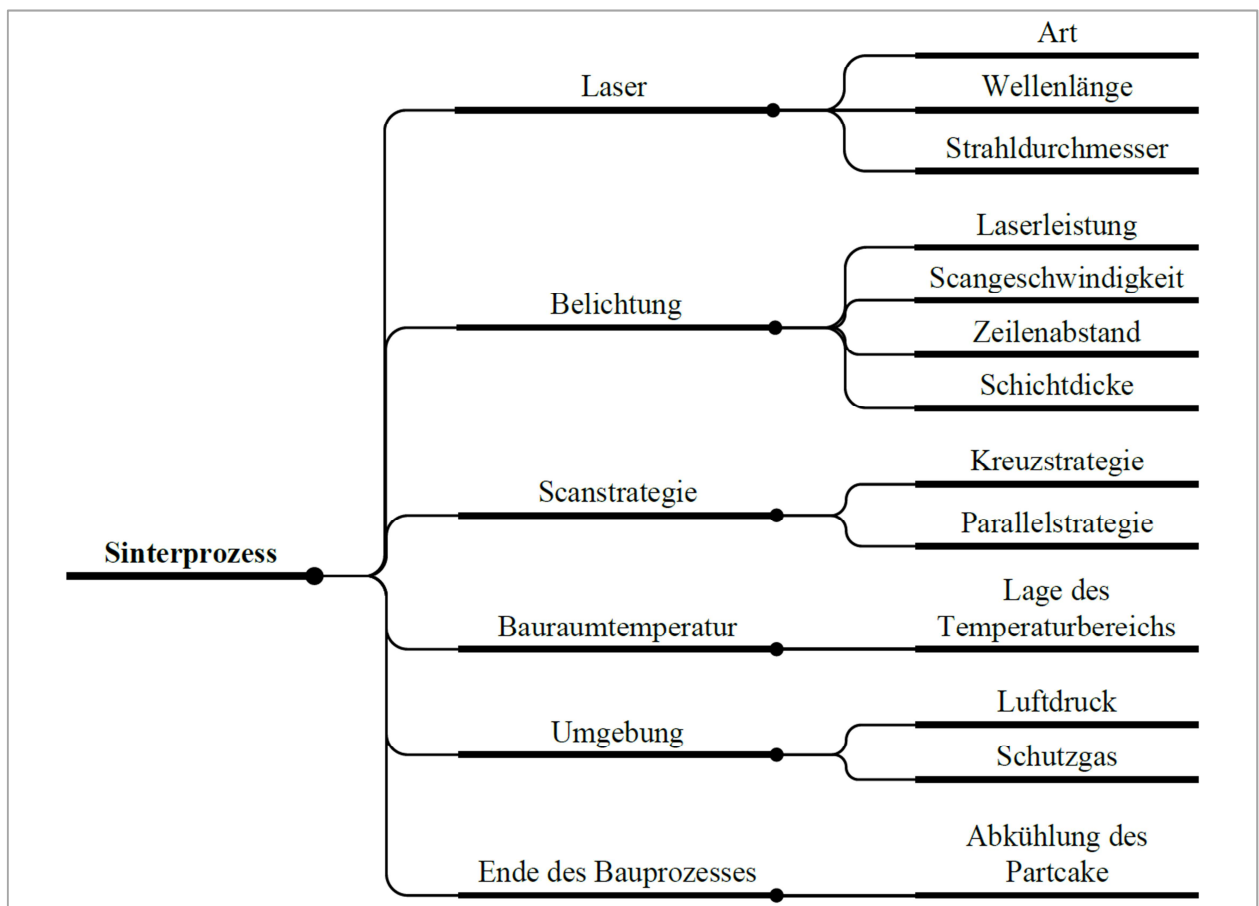 Sinterprozess
Laser
Art
Wellenlänge
Strahldurchmesser
Belichtung
Laserleistung
Scangeschwindigkeit
Zeilenabstand
Schichtdicke
Scanstrategie
Kreuzstrategie
Parallelstrategie
Bauraumtemperatur
Lage des
Temperaturbereichs
Umgebung
Luftdruck
Schutzgas
Ende des Bauprozesses
Abkühlung des
Partcake